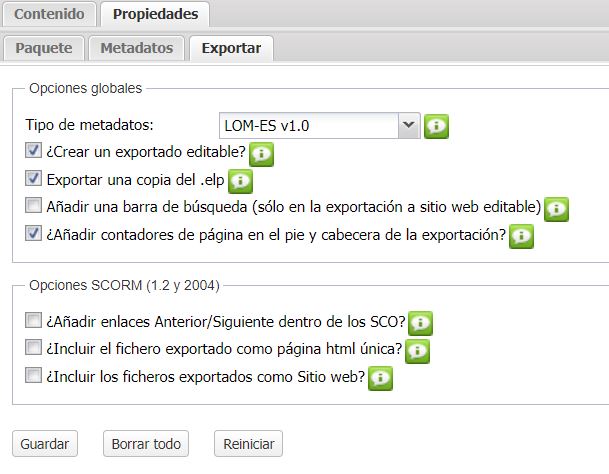 Contenido Propiedades
Paquete Metadatos Exportar
Opciones globales
Tipo de metadatos: LOM-ES v1.0
¿Crear un exportado editable?
Exportar una copia del .elp
Añadir una barra de búsqueda (sólo en la exportación a sitio web editable)
¿Añadir contadores de página en el pie y cabecera de la exportación?
Opciones SCORM (1.2 y 2004)
¿Añadir enlaces Anterior/Siguiente dentro de los SCO?
¿Incluir el fichero exportado como página html única?
¿Incluir los ficheros exportados como Sitio web?
Guardar Borrar todo Reiniciar